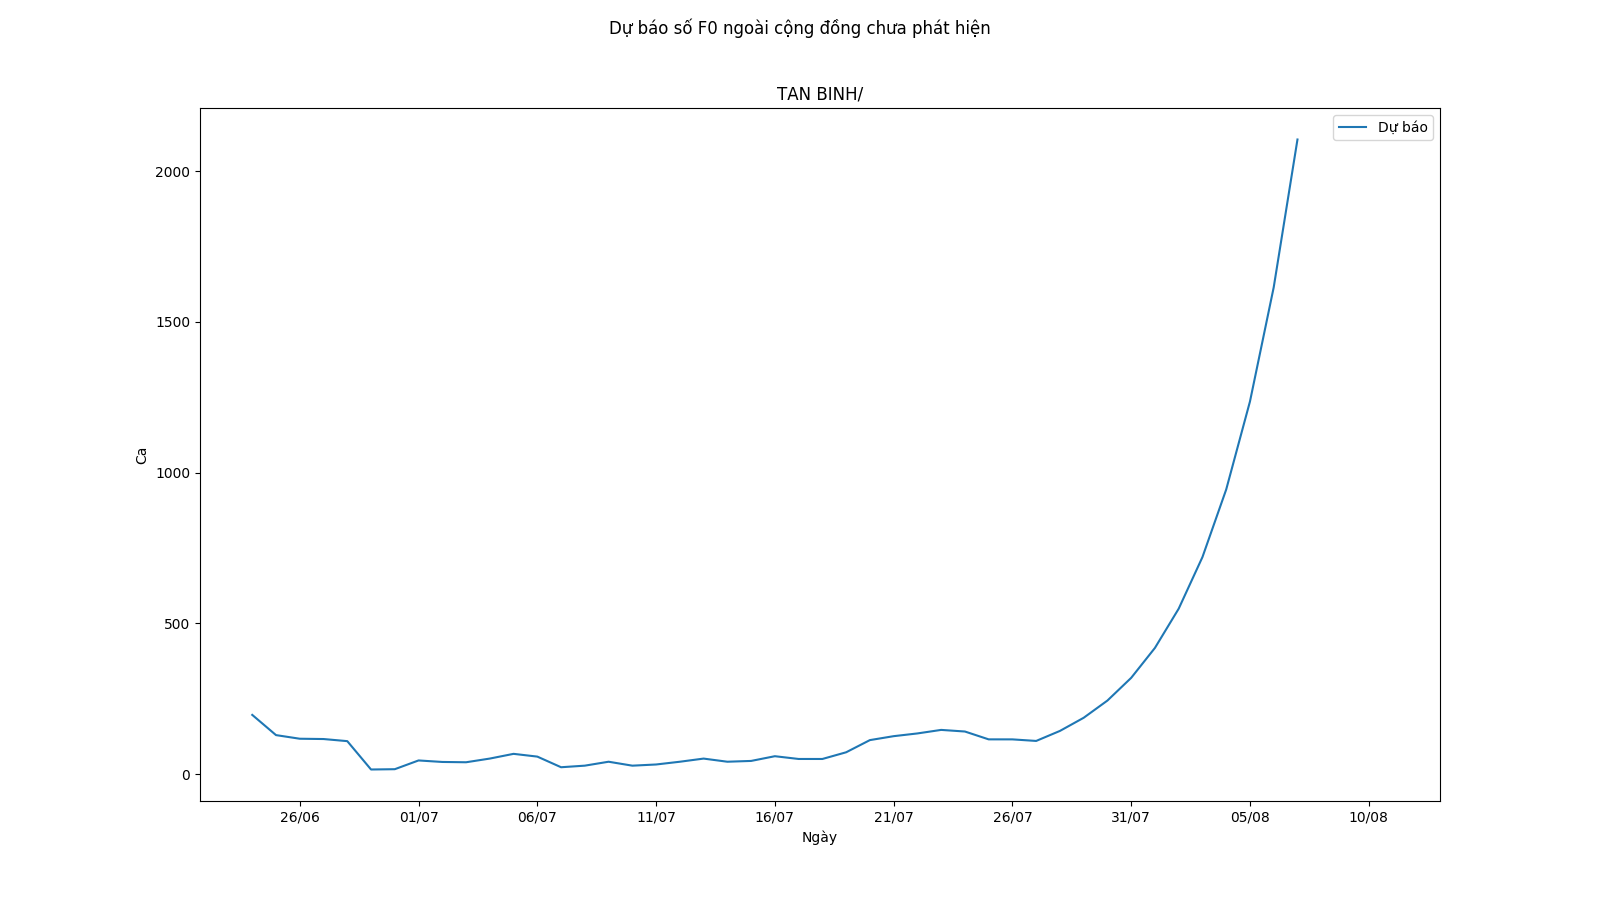 Dự báo số F0 ngoài cộng đồng chưa phát hiện
TAN BINH/
Dự báo
2000
1500
1000
500
0
Ca
26/06 01/07 06/07 11/07 16/07 21/07 26/07 31/07 05/08 10/08
Ngày